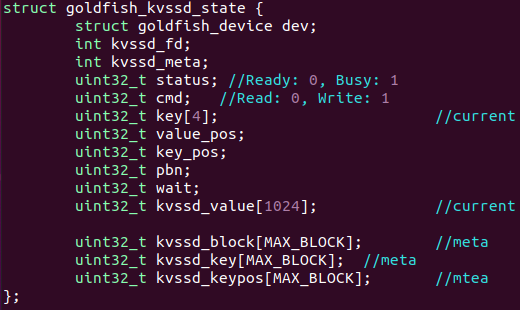 struct goldfish_kvssd_state {
struct goldfish_device dev;
int kvssd_fd;
int kvssd_meta;
uint32_t status; //Ready: 0, Busy: 1
uint32_t cmd; //Read: 0, Write: 1
uint32_t key[4]; //current
uint32_t value_pos;
uint32_t key_pos;
uint32_t pbn;
uint32_t wait;
uint32_t kvssd_value[1024]; //current
uint32_t kvssd_block[MAX_BLOCK]; //meta
uint32_t kvssd_key[MAX_BLOCK]; //meta
uint32_t kvssd_keypos[MAX_BLOCK]; //mtea
};